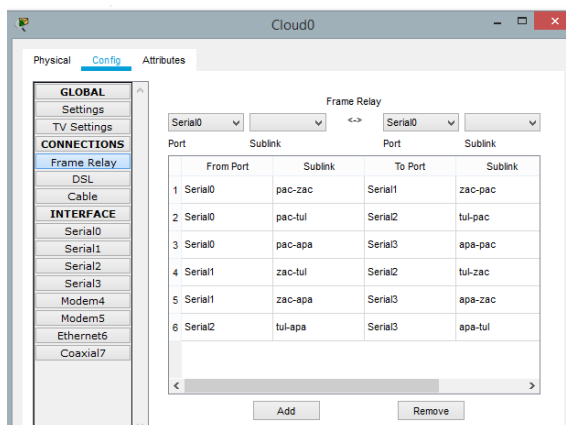 Cloud0
Physical Config Attributes
GLOBAL
Settings
TV Settings
CONNECTIONS
Frame Relay
DSL
Cable
INTERFACE
Serial0
Serial1
Serial2
Serial3
Modem4
Modem5
Ethernet6
Coaxial7
Frame Relay
Serial0 <-> Serial0
Port Sublink Port Sublink
From Port Sublink To Port Sublink
1 Serial0 pac-zac Serial1 zac-pac
2 Serial0 pac-tul Serial2 tul-pac
3 Serial0 pac-apa Serial3 apa-pac
4 Serial1 zac-tul Serial2 tul-zac
5 Serial1 zac-apa Serial3 apa-zac
6 Serial2 tul-apa Serial3 apa-tul
Add Remove